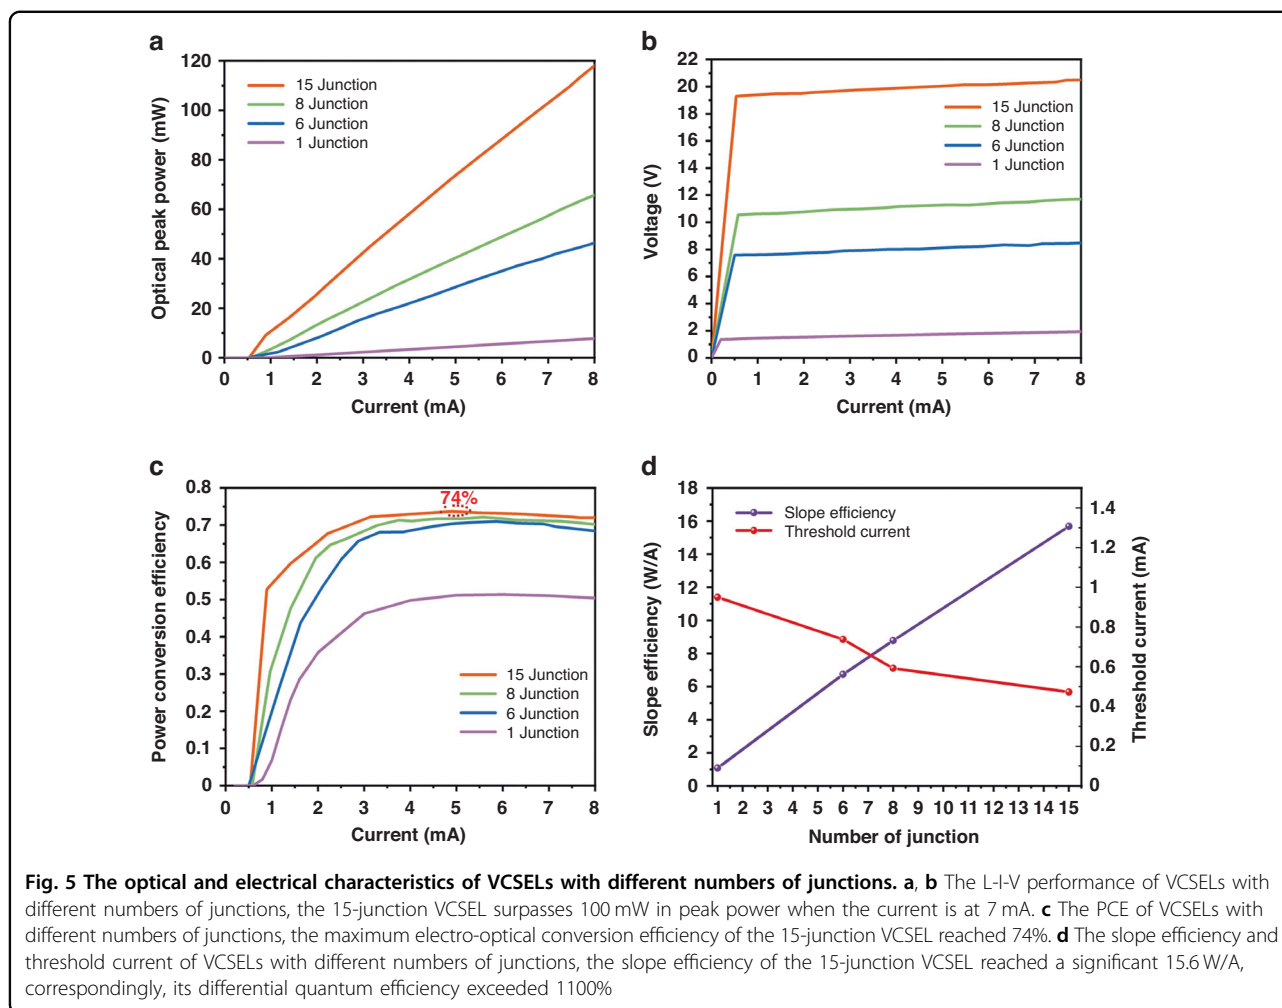 a
120
100
80
60
40
20
0
Optical peak power (mW)
15 Junction
8 Junction
6 Junction
1 Junction
0 1 2 3 4 5 6 7 8
Current (mA)
b
22
20
18
16
14
12
10
8
6
4
2
0
Voltage (V)
15 Junction
8 Junction
6 Junction
1 Junction
0 1 2 3 4 5 6 7 8
Current (mA)
c
0.8
0.7
0.6
0.5
0.4
0.3
0.2
0.1
0
Power conversion efficiency
74%
15 Junction
8 Junction
6 Junction
1 Junction
0 1 2 3 4 5 6 7 8
Current (mA)
d
18
16
14
12
10
8
6
4
2
0
Slope efficiency (W/A)
Slope efficiency
Threshold current
1.4
1.2
1
0.8
0.6
0.4
0.2
0
Threshold current (mA)
1 2 3 4 5 6 7 8 9 10 11 12 13 14 15
Number of junction
Fig. 5 The optical and electrical characteristics of VCSELs with different numbers of junctions. a, b The L-I-V performance of VCSELs with
different numbers of junctions, the 15-junction VCSEL surpasses 100 mW in peak power when the current is at 7 mA. c The PCE of VCSELs with
different numbers of junctions, the maximum electro-optical conversion efficiency of the 15-junction VCSEL reached 74%. d The slope efficiency and
threshold current of VCSELs with different numbers of junctions, the slope efficiency of the 15-junction VCSEL reached a significant 15.6 W/A,
correspondingly, its differential quantum efficiency exceeded 1100%